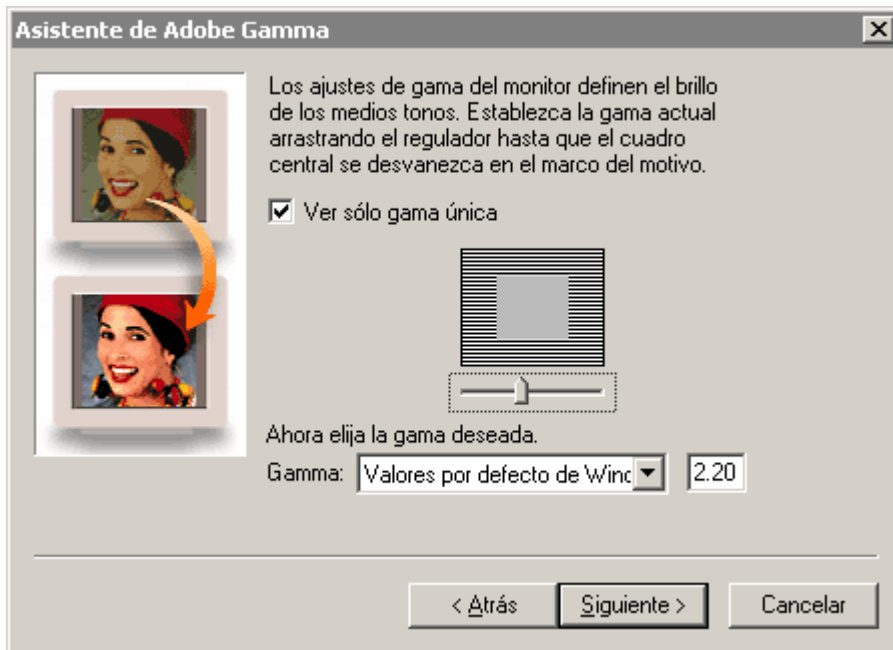 Asistente de Adobe Gamma
Los ajustes de gama del monitor definen el brillo
de los medios tonos. Establezca la gama actual
arrastrando el regulador hasta que el cuadro
central se desvanezca en el marco del motivo.
Ver sólo gama única
Ahora elija la gama deseada.
Gamma: Valores por defecto de Winc 2.20
< Atrás Siguiente > Cancelar